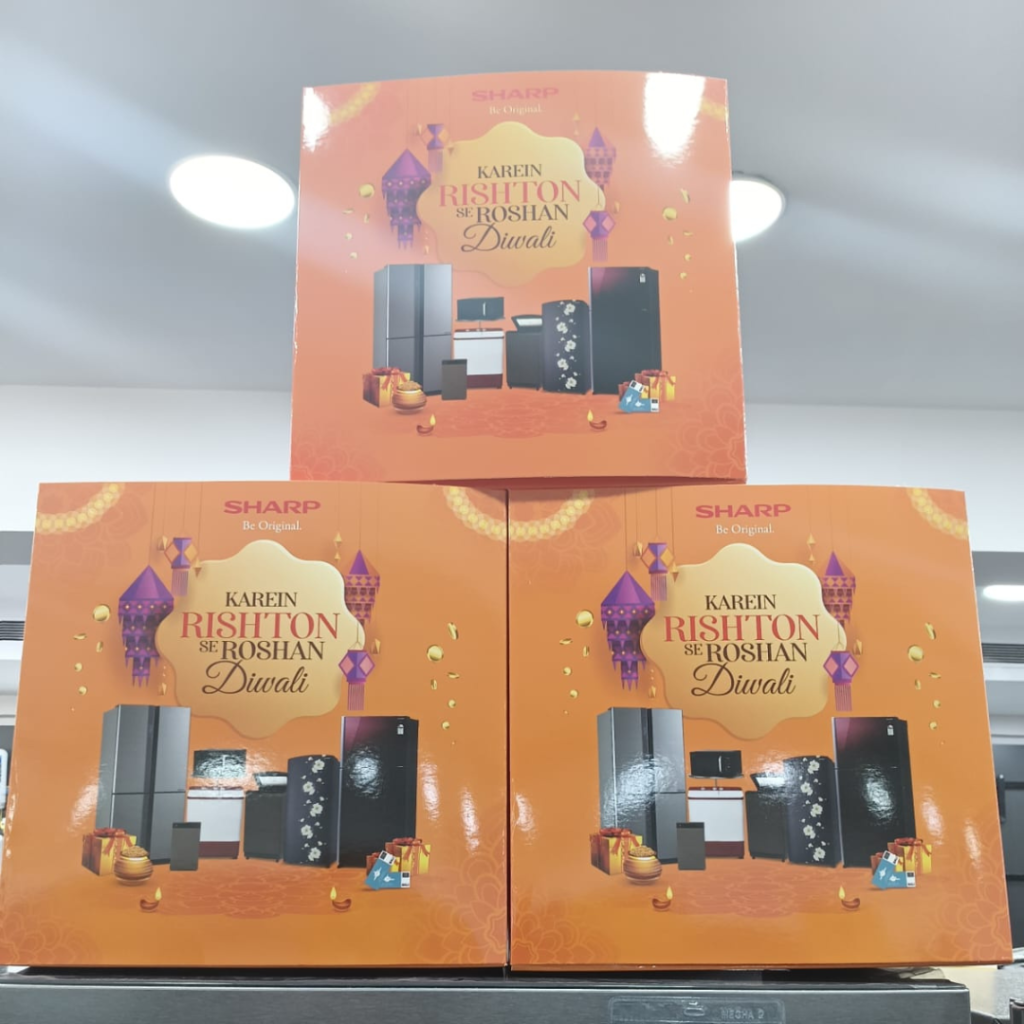 SHARP
Be Original.
KAREIN
RISHTON
SE ROSHAN
Diwali
SHARP
Be Original.
KAREIN
RISHTON
SE ROSHAN
Diwali
SHARP
Be Original.
KAREIN
RISHTON
SE ROSHAN
Diwali